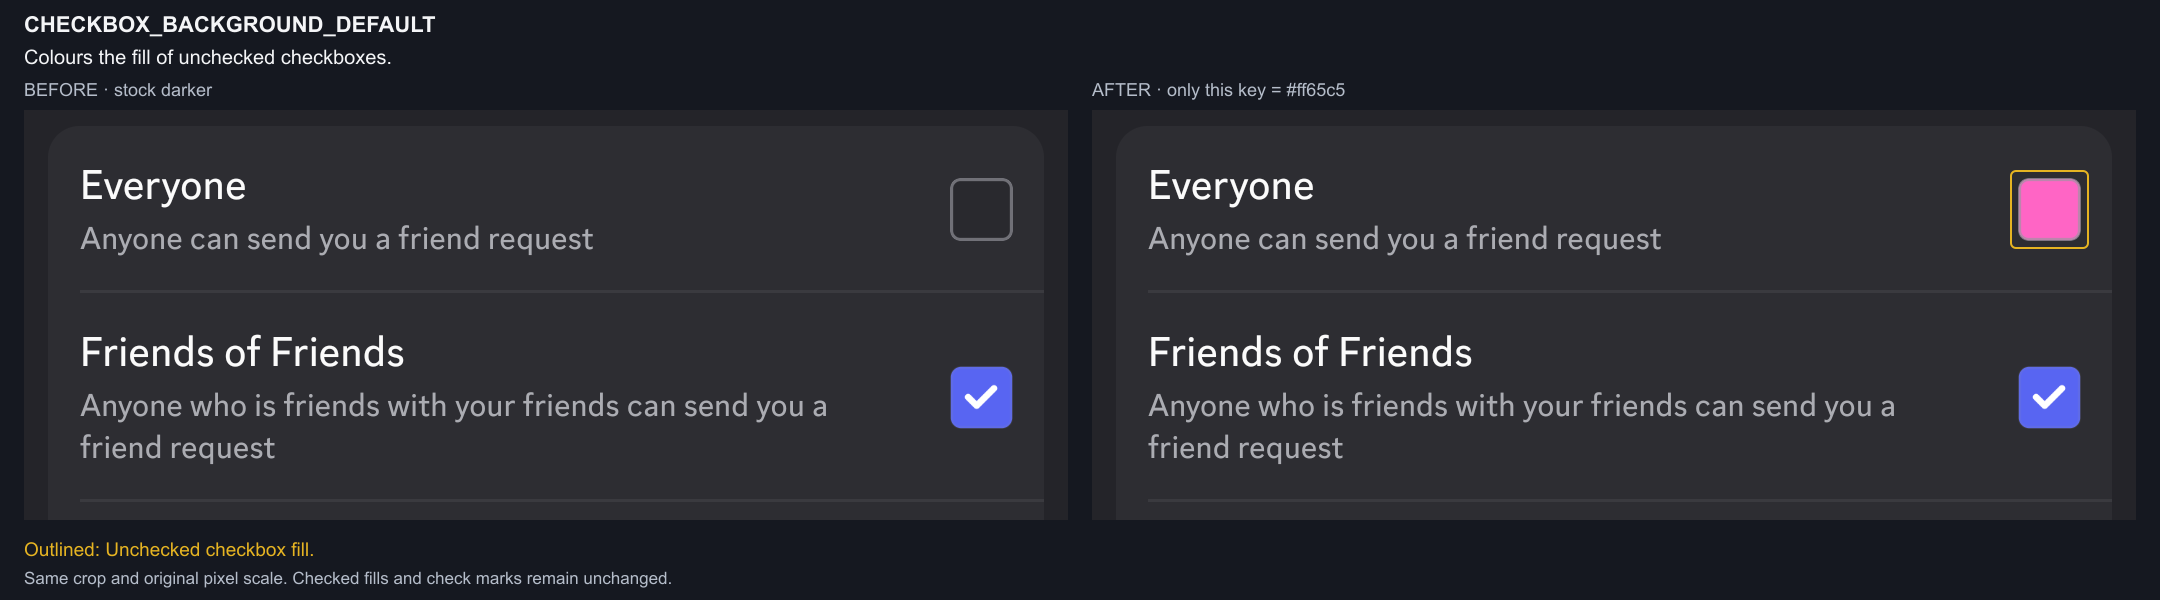 CHECKBOX_BACKGROUND_DEFAULT
Colours the fill of unchecked checkboxes.
BEFORE · stock darker
Everyone
Anyone can send you a friend request
Friends of Friends
Anyone who is friends with your friends can send you a
friend request
AFTER · only this key = #ff65c5
Everyone
Anyone can send you a friend request
Friends of Friends
Anyone who is friends with your friends can send you a
friend request
Outlined: Unchecked checkbox fill.
Same crop and original pixel scale. Checked fills and check marks remain unchanged.